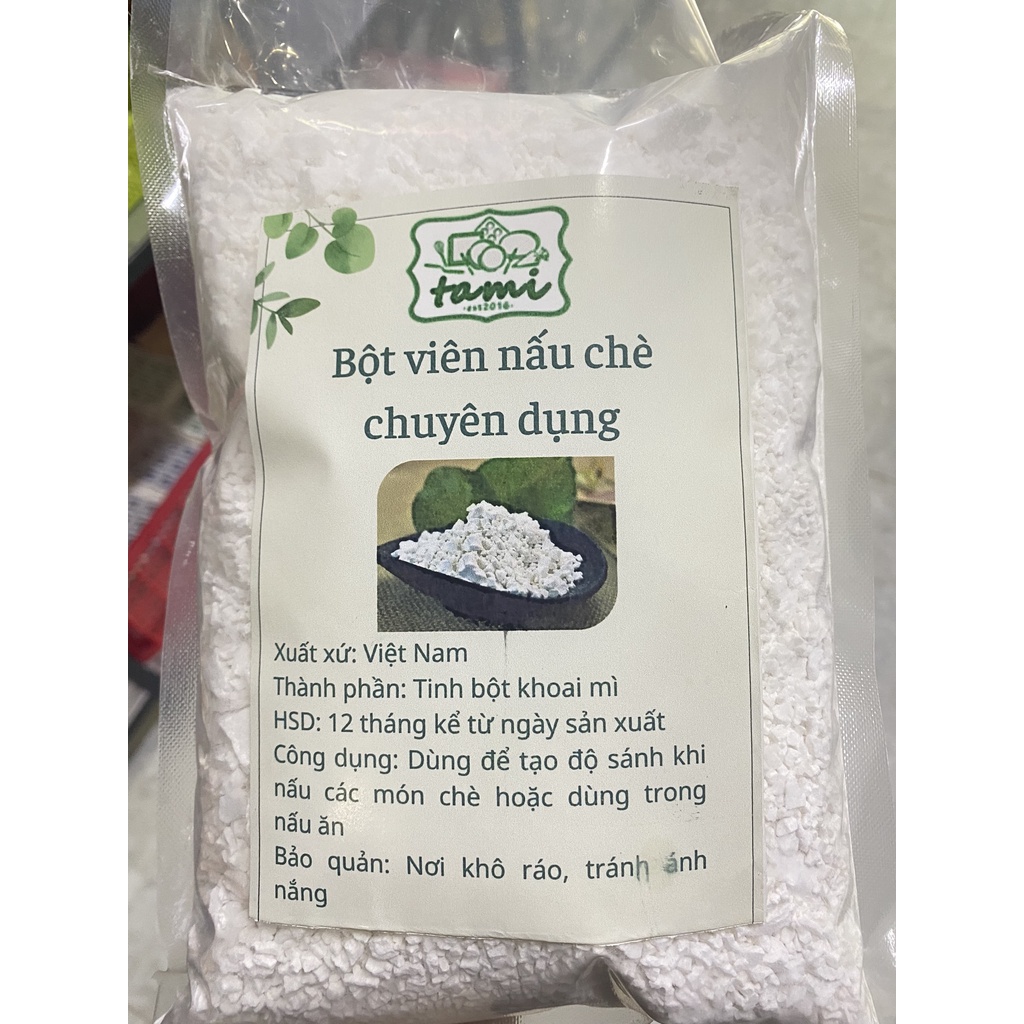 tami
est2016
Bột viên nấu chè
chuyên dụng
Xuất xứ: Việt Nam
Thành phần: Tinh bột khoai mì
HSD: 12 tháng kể từ ngày sản xuất
Công dụng: Dùng để tạo độ sánh khi
nấu các món chè hoặc dùng trong
nấu ăn
Bảo quản: Nơi khô ráo, tránh ánh
nắng